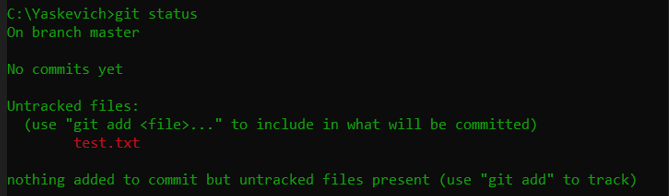 C:\Yaskevich>git status
On branch master
No commits yet
Untracked files:
(use "git add <file>..." to include in what will be committed)
test.txt
nothing added to commit but untracked files present (use "git add" to track)